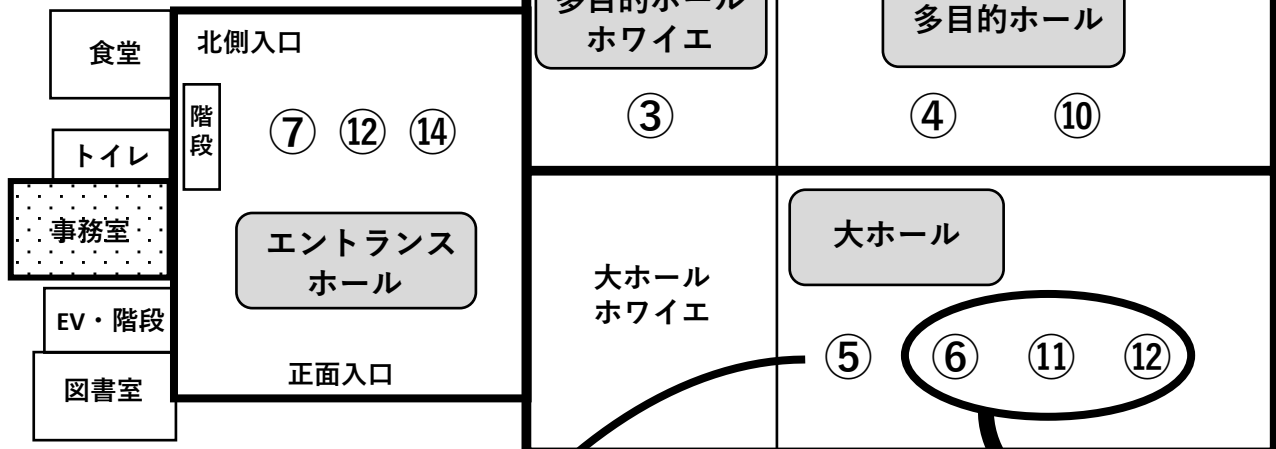 食堂
トイレ
事務室
EV・階段
図書室
北側入口
階段
⑦ ⑫ ⑭
エントランス
ホール
正面入口
多目的ホール
ホワイエ
③
多目的ホール
④ ⑩
大ホール
ホワイエ
大ホール
⑤ ⑥ ⑪ ⑫